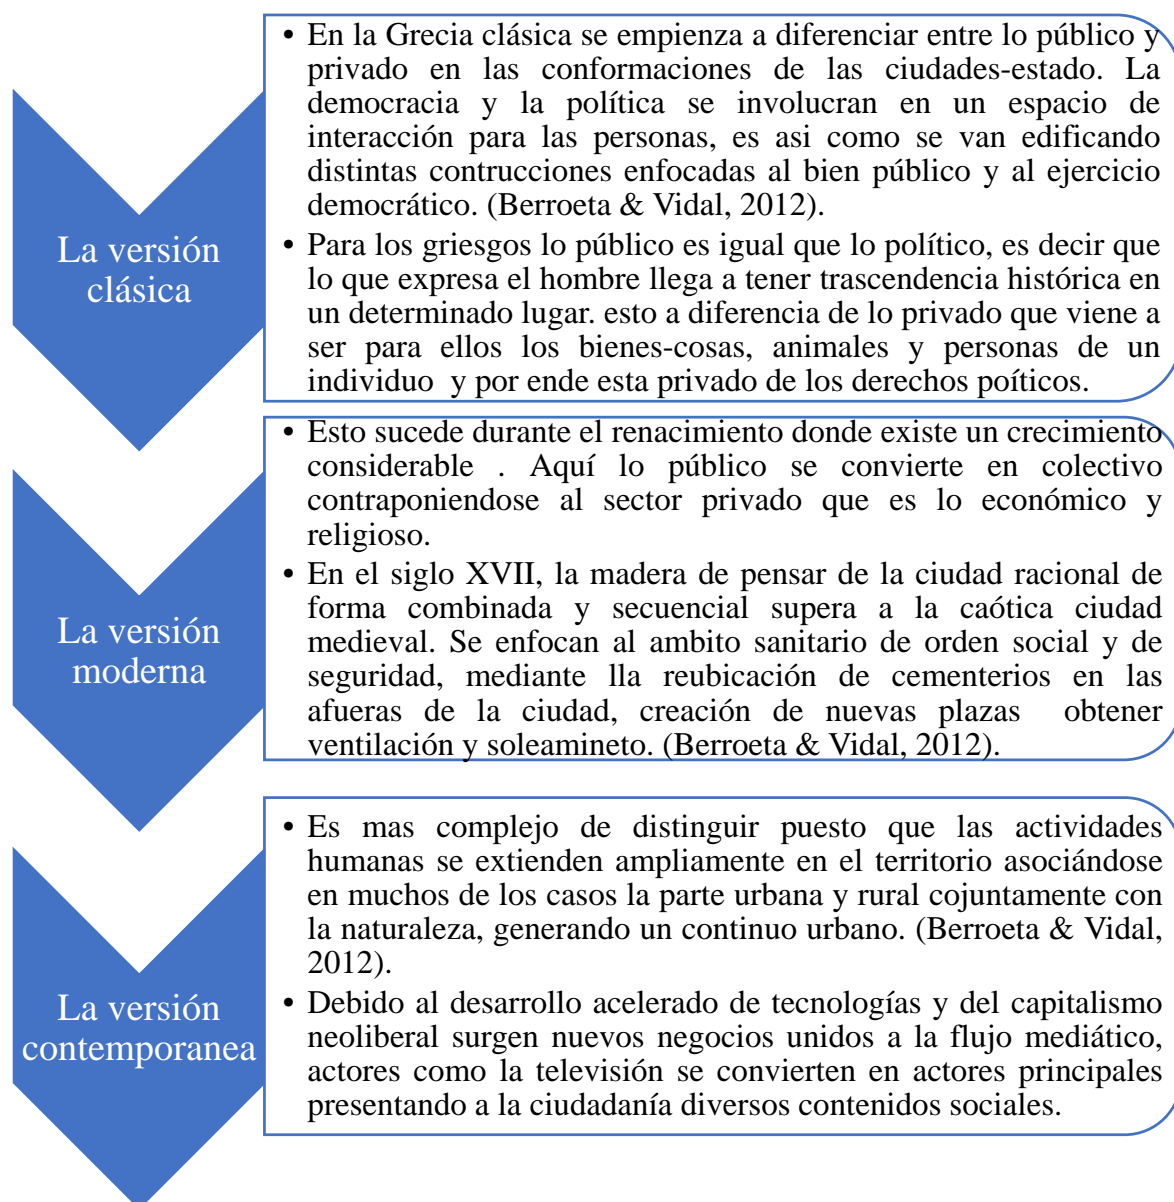 La versión
clásica
• En la Grecia clásica se empienza a diferenciar entre lo público y
privado en las conformaciones de las ciudades-estado. La
democracia y la política se involucran en un espacio de
interacción para las personas, es asi como se van edificando
distintas contrucciones enfocadas al bien público y al ejercicio
democrático. (Berroeta & Vidal, 2012).
• Para los griesgos lo público es igual que lo político, es decir que
lo que expresa el hombre llega a tener trascendencia histórica en
un determinado lugar. esto a diferencia de lo privado que viene a
ser para ellos los bienes-cosas, animales y personas de un
individuo y por ende esta privado de los derechos poíticos.
La versión
moderna
• Esto sucede durante el renacimiento donde existe un crecimiento
considerable . Aquí lo público se convierte en colectivo
contraponiendose al sector privado que es lo económico y
religioso.
• En el siglo XVII, la madera de pensar de la ciudad racional de
forma combinada y secuencial supera a la caótica ciudad
medieval. Se enfocan al ambito sanitario de orden social y de
seguridad, mediante lla reubicación de cementerios en las
afueras de la ciudad, creación de nuevas plazas obtener
ventilación y soleamineto. (Berroeta & Vidal, 2012).
La versión
contemporanea
• Es mas complejo de distinguir puesto que las actividades
humanas se extienden ampliamente en el territorio asociándose
en muchos de los casos la parte urbana y rural cojuntamente con
la naturaleza, generando un continuo urbano. (Berroeta & Vidal,
2012).
• Debido al desarrollo acelerado de tecnologías y del capitalismo
neoliberal surgen nuevos negocios unidos a la flujo mediático,
actores como la televisión se convierten en actores principales
presentando a la ciudadanía diversos contenidos sociales.